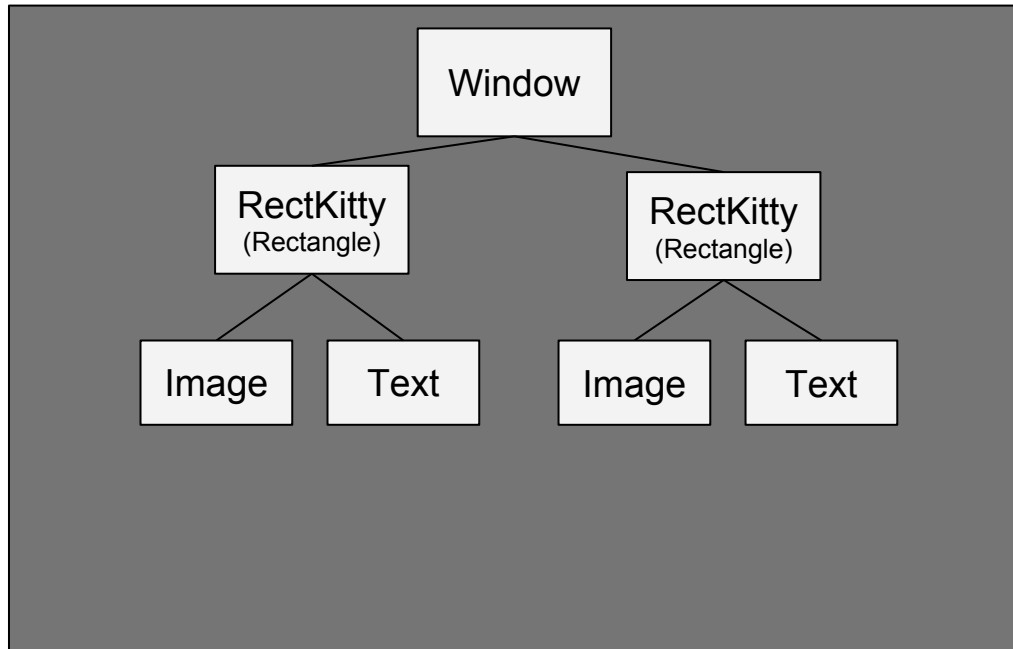 Window
RectKitty
(Rectangle)
RectKitty
(Rectangle)
Image
Text
Image
Text